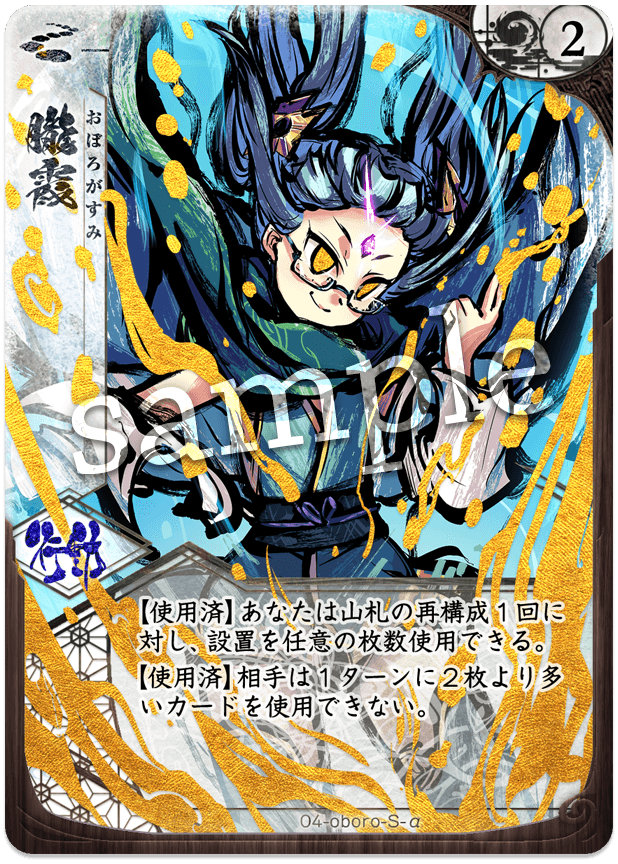 2
朧霞
おぼろがすみ
sample
行動
【使用済】あなたは山札の再構成1回に
対し、設置を任意の枚数使用できる。
【使用済】相手は1ターンに2枚より多
いカードを使用できない。
04-oboro-S-α